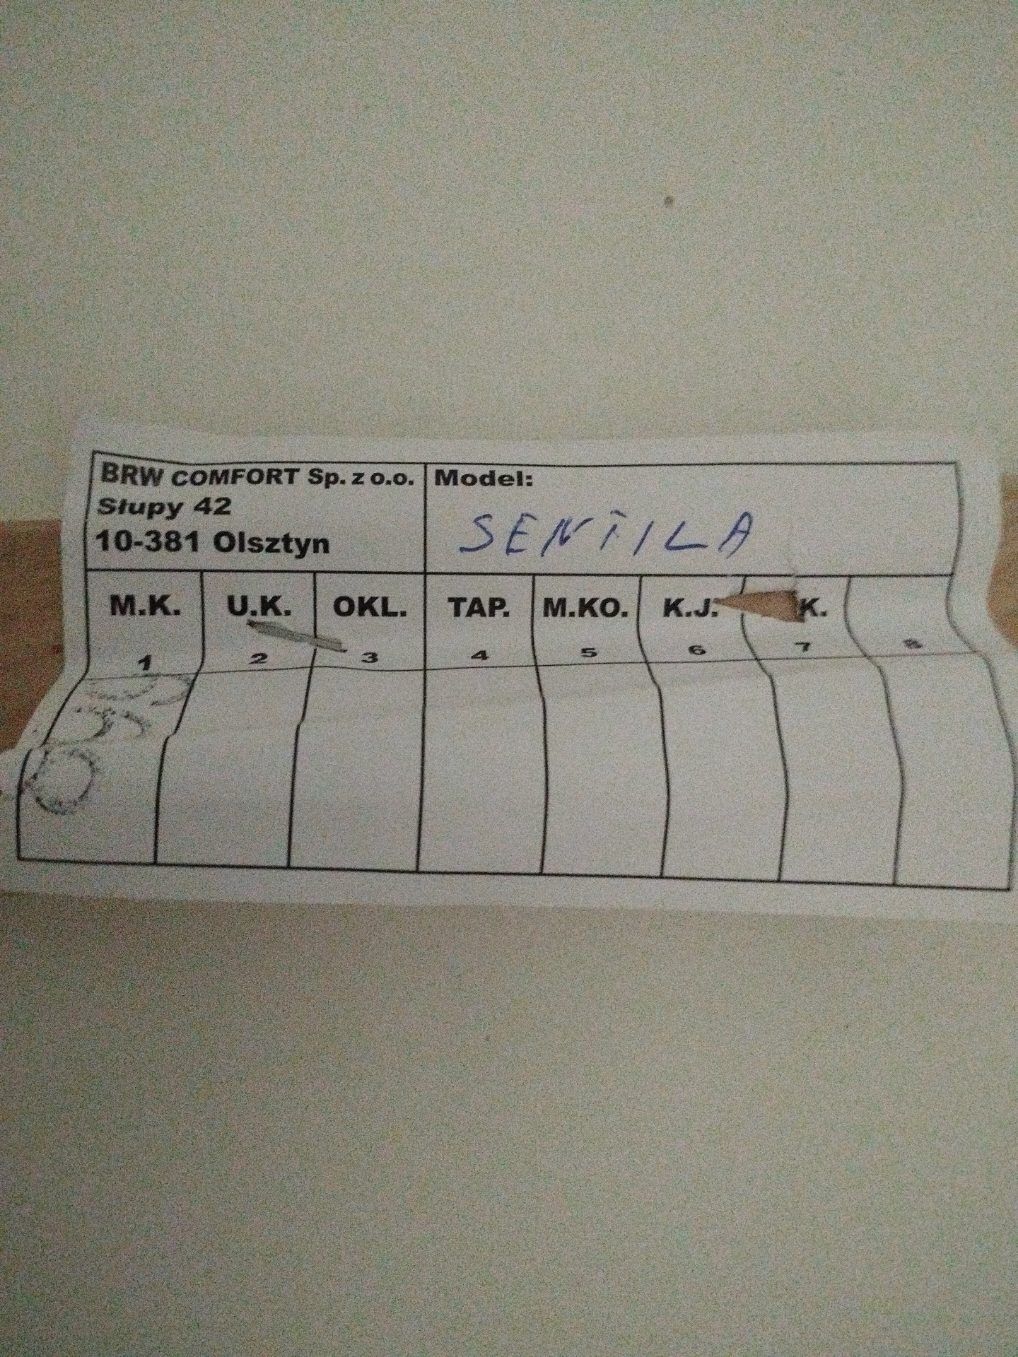 BRW COMFORT Sp. z o.o.
Słupy 42
10-381 Olsztyn
Model:
SENTILA
M.K. U.K. OKL. TAP. M.KO. K.J. K.
1 2 3 4 5 6 7 8